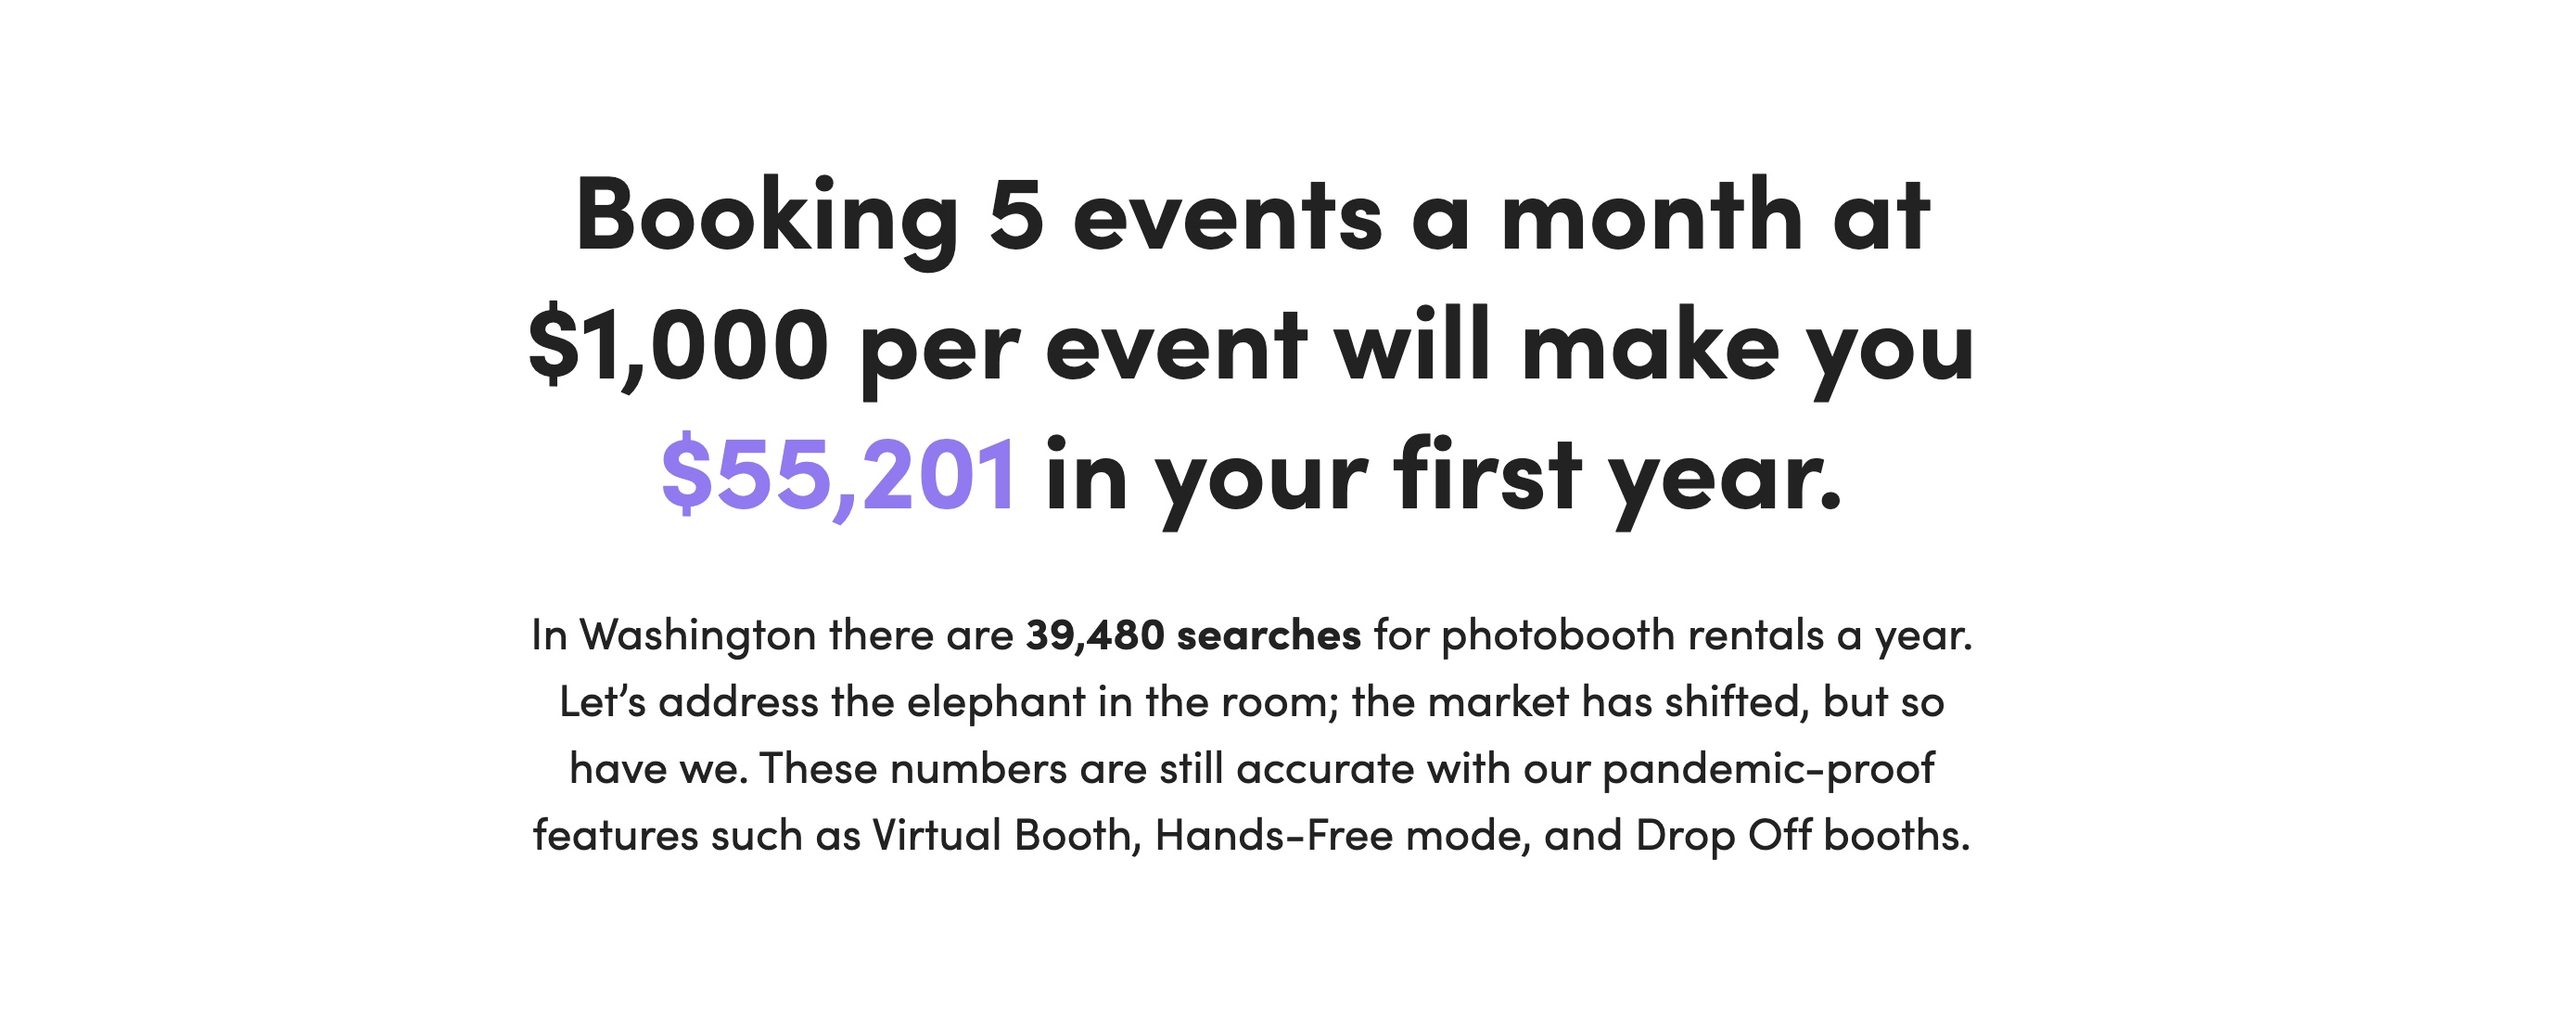 Booking 5 events a month at
$1,000 per event will make you
$55,201 in your first year.
In Washington there are 39,480 searches for photobooth rentals a year.
Let’s address the elephant in the room; the market has shifted, but so
have we. These numbers are still accurate with our pandemic-proof
features such as Virtual Booth, Hands-Free mode, and Drop Off booths.